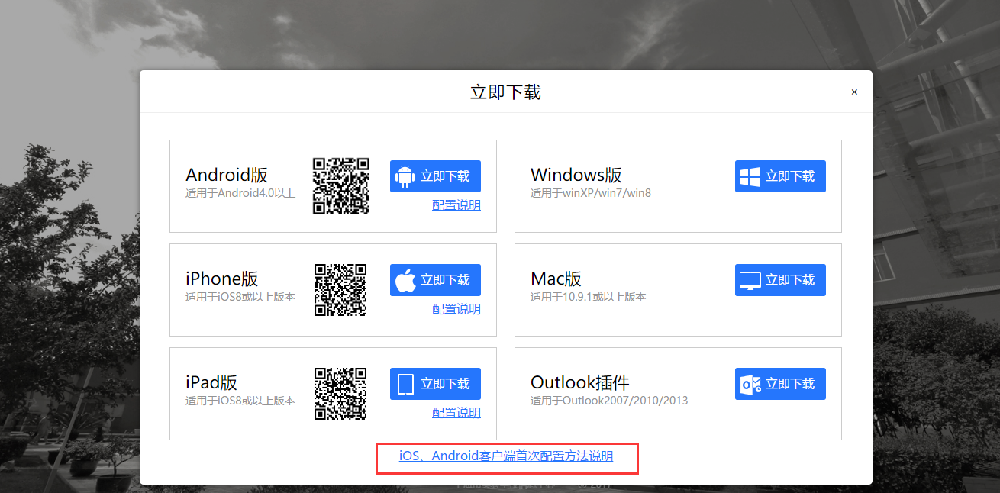 立即下载
×
Android版
适用于Android4.0以上
立即下载
配置说明
Windows版
适用于winXP/win7/win8
立即下载
iPhone版
适用于iOS8或以上版本
立即下载
配置说明
Mac版
适用于10.9.1或以上版本
立即下载
iPad版
适用于iOS8或以上版本
立即下载
配置说明
Outlook插件
适用于Outlook2007/2010/2013
立即下载
iOS、Android客户端首次配置方法说明
© 2017